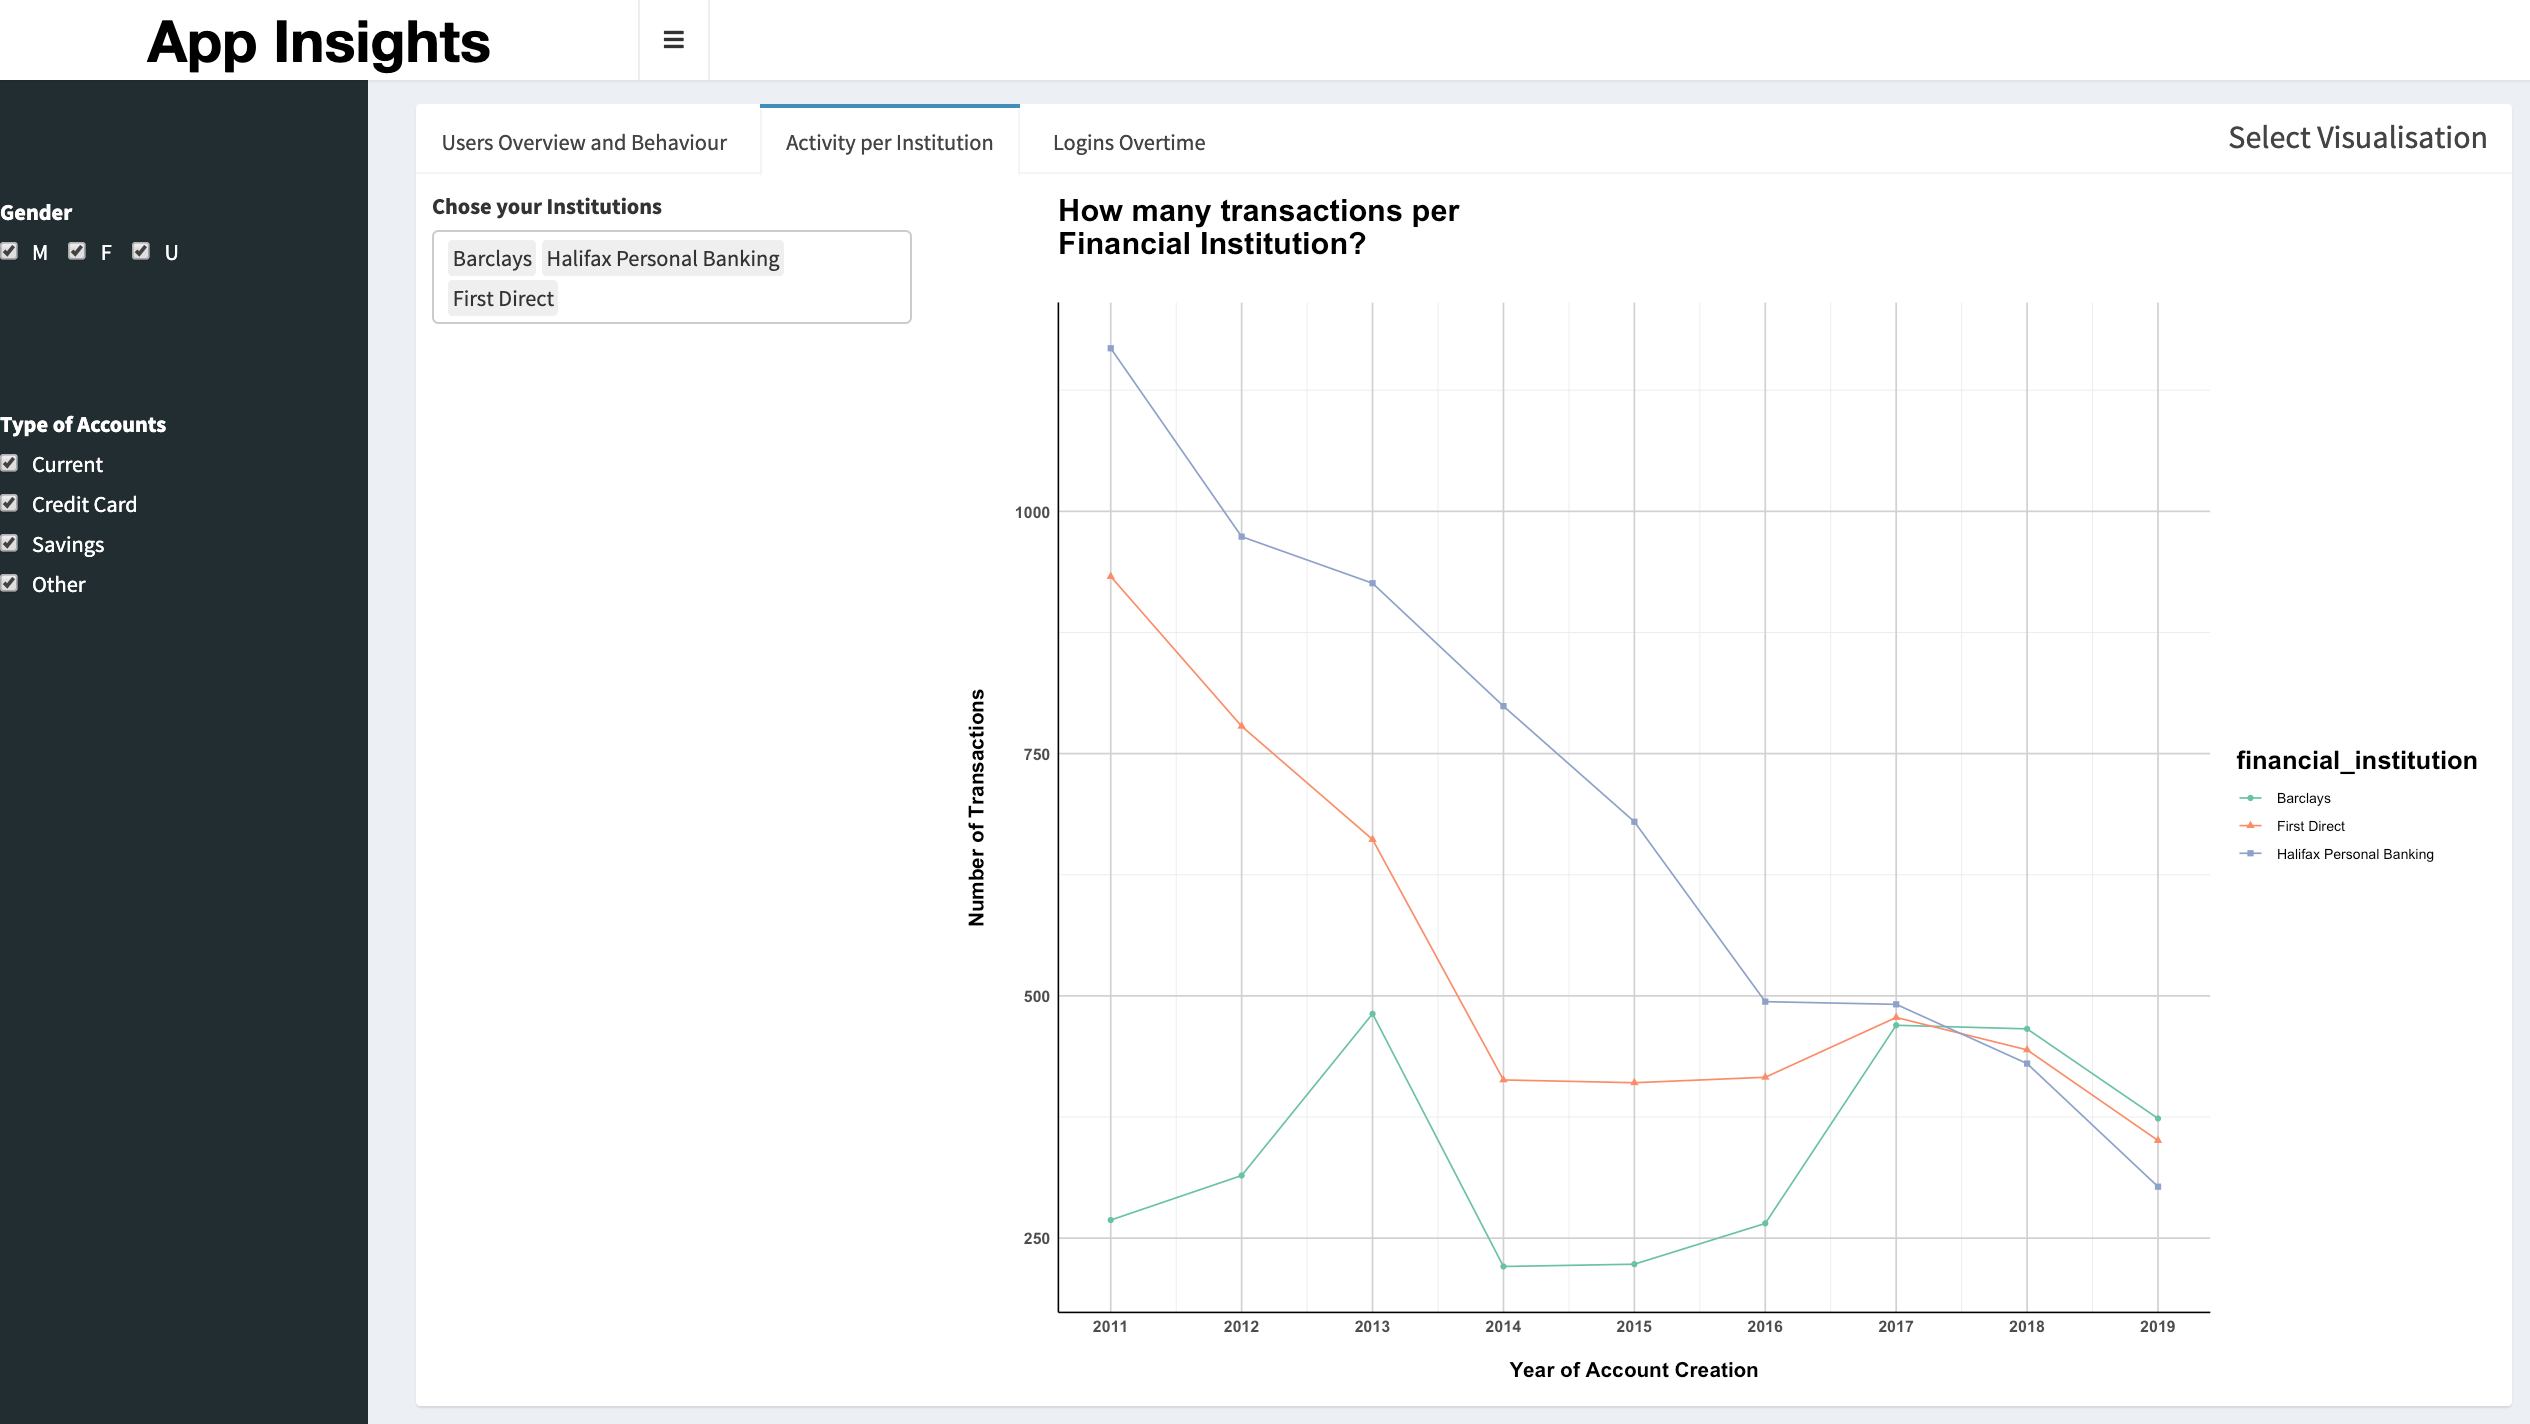 App Insights
Gender
M F U
Type of Accounts
Current
Credit Card
Savings
Other
Users Overview and Behaviour
Activity per Institution
Logins Overtime
Select Visualisation
Chose your Institutions
Barclays Halifax Personal Banking
First Direct
How many transactions per
Financial Institution?
Number of Transactions
1000
750
500
250
2011 2012 2013 2014 2015 2016 2017 2018 2019
Year of Account Creation
financial_institution
Barclays
First Direct
Halifax Personal Banking